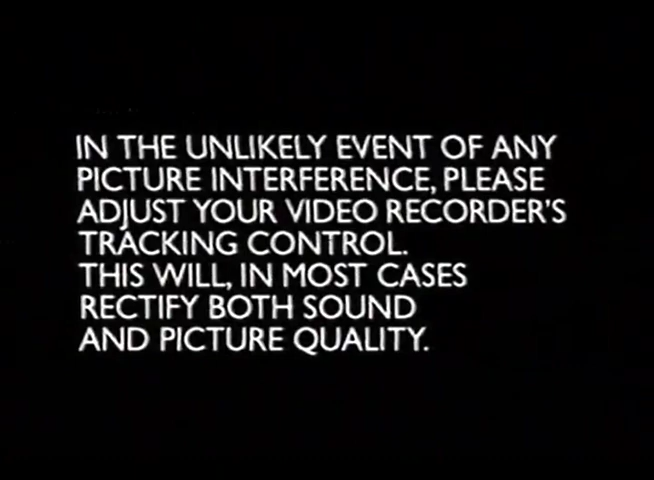 IN THE UNLIKELY EVENT OF ANY
PICTURE INTERFERENCE, PLEASE
ADJUST YOUR VIDEO RECORDER'S
TRACKING CONTROL.
THIS WILL, IN MOST CASES
RECTIFY BOTH SOUND
AND PICTURE QUALITY.